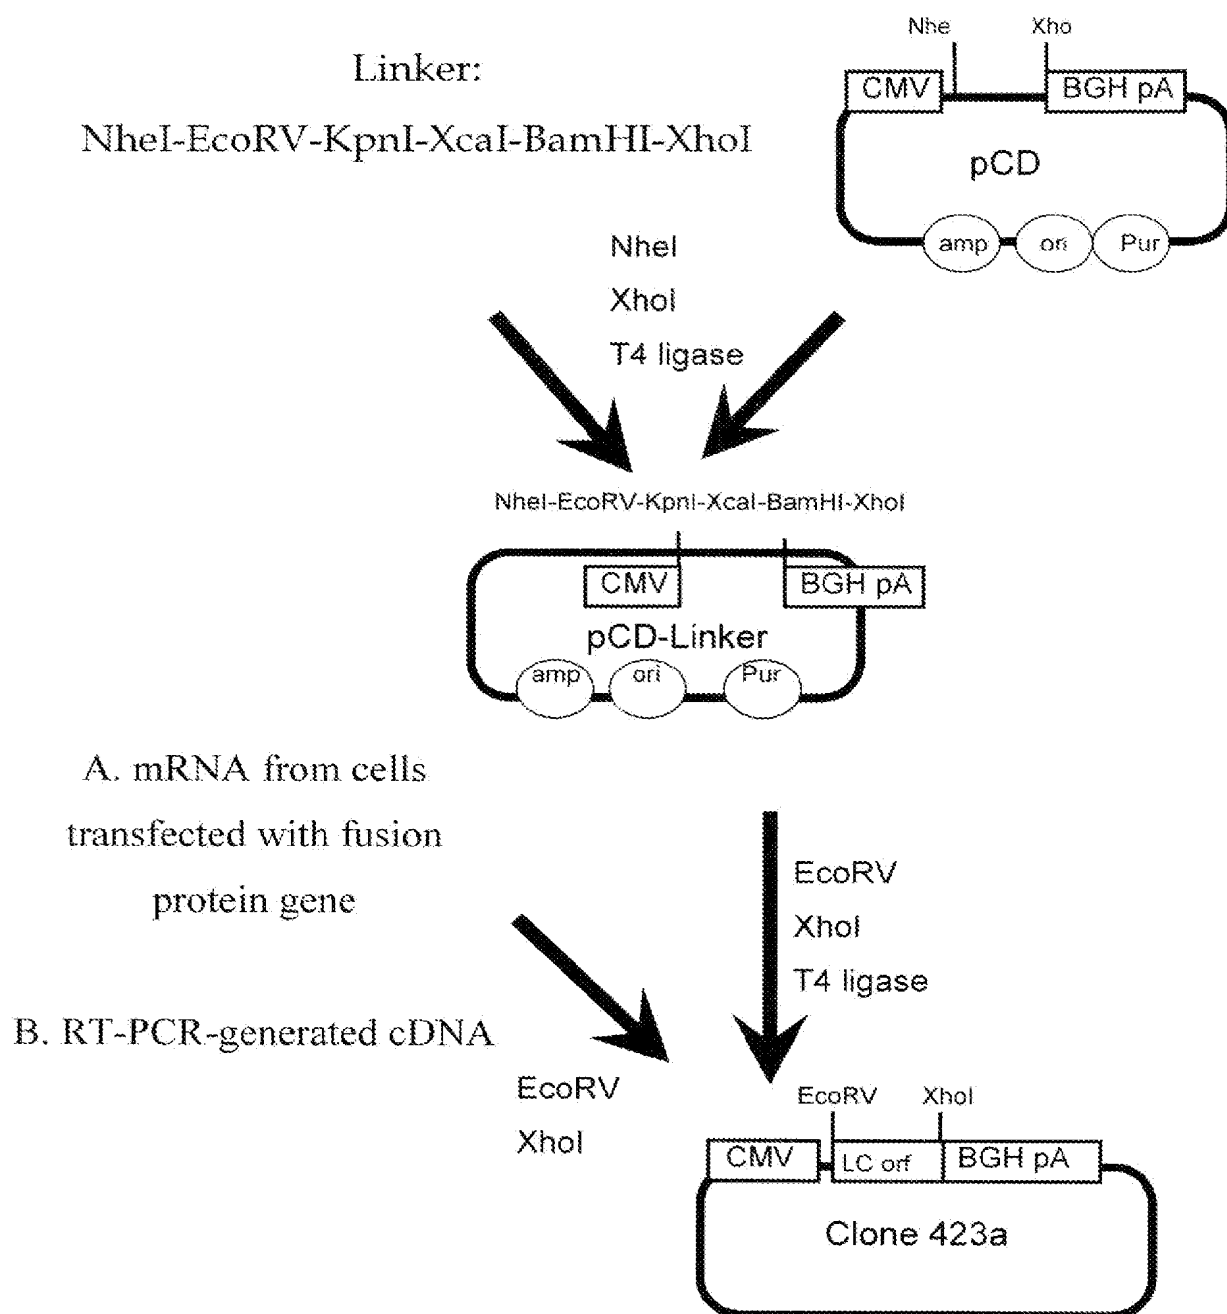 Linker:
NheI-EcoRV-KpnI-XcaI-BamHI-XhoI
Nhe Xho
CMV BGH pA
pCD
amp ori Pur
NheI
XhoI
T4 ligase
NheI-EcoRV-KpnI-XcaI-BamHI-XhoI
CMV BGH pA
pCD-Linker
amp ori Pur
A. mRNA from cells
transfected with fusion
protein gene
EcoRV
XhoI
T4 ligase
B. RT-PCR-generated cDNA
EcoRV
XhoI
EcoRV XhoI
CMV LC orf BGH pA
Clone 423a